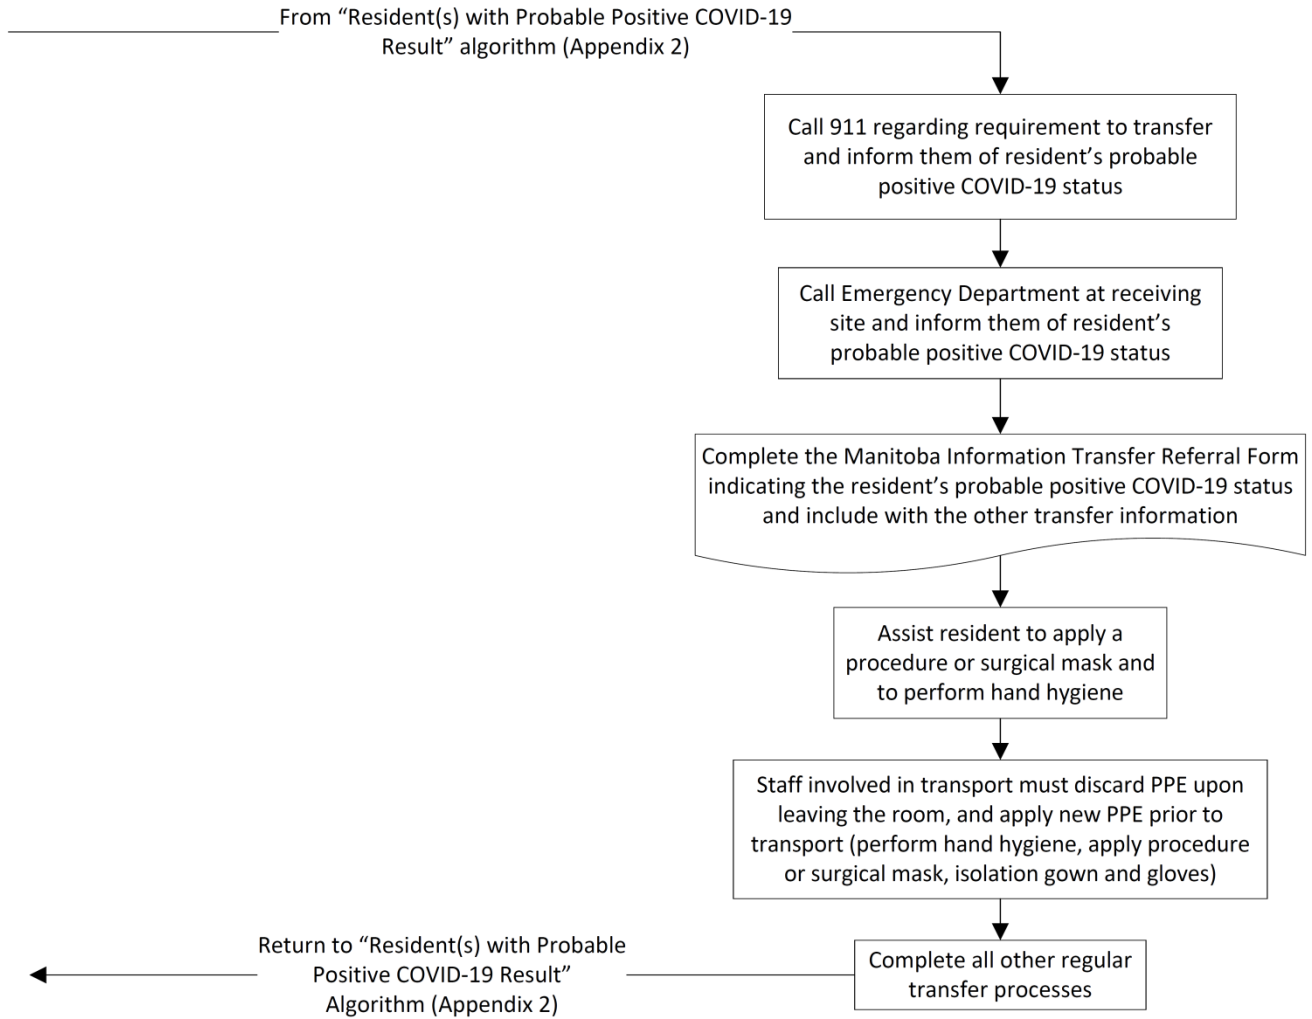 From “Resident(s) with Probable Positive COVID-19
Result” algorithm (Appendix 2)
Call 911 regarding requirement to transfer
and inform them of resident’s probable
positive COVID-19 status
Call Emergency Department at receiving
site and inform them of resident’s
probable positive COVID-19 status
Complete the Manitoba Information Transfer Referral Form
indicating the resident’s probable positive COVID-19 status
and include with the other transfer information
Assist resident to apply a
procedure or surgical mask and
to perform hand hygiene
Staff involved in transport must discard PPE upon
leaving the room, and apply new PPE prior to
transport (perform hand hygiene, apply procedure
or surgical mask, isolation gown and gloves)
Complete all other regular
transfer processes
Return to “Resident(s) with Probable
Positive COVID-19 Result”
Algorithm (Appendix 2)